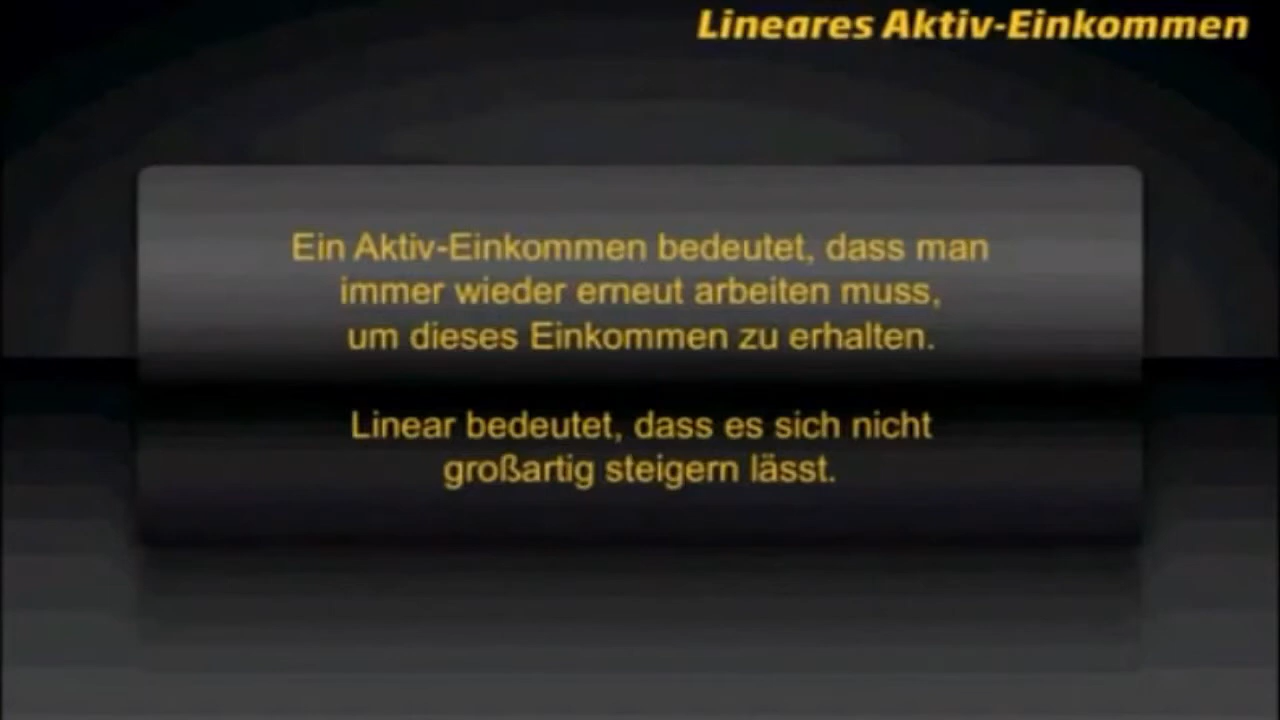 Lineares Aktiv-Einkommen
Ein Aktiv-Einkommen bedeutet, dass man
immer wieder erneut arbeiten muss,
um dieses Einkommen zu erhalten.
Linear bedeutet, dass es sich nicht
großartig steigern lässt.